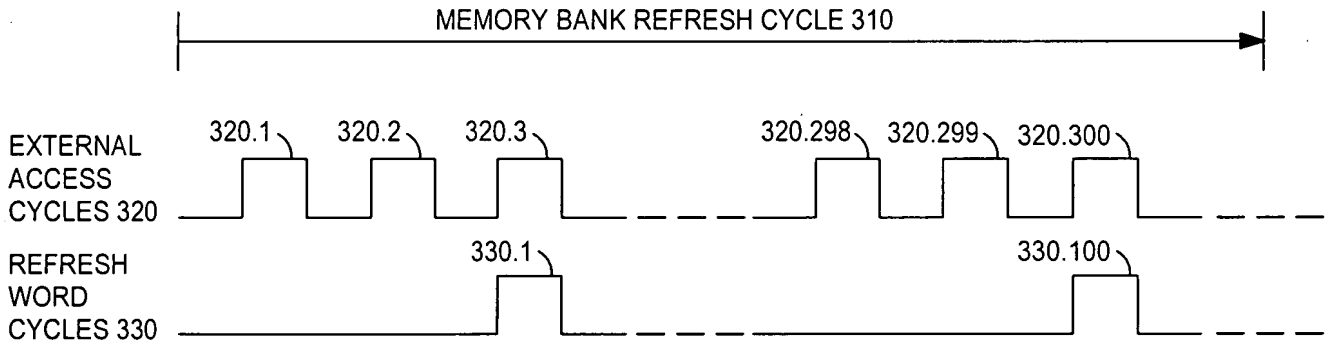 MEMORY BANK REFRESH CYCLE 310
320.1 320.2 320.3 320.298 320.299 320.300
EXTERNAL
ACCESS
CYCLES 320
330.1 330.100
REFRESH
WORD
CYCLES 330